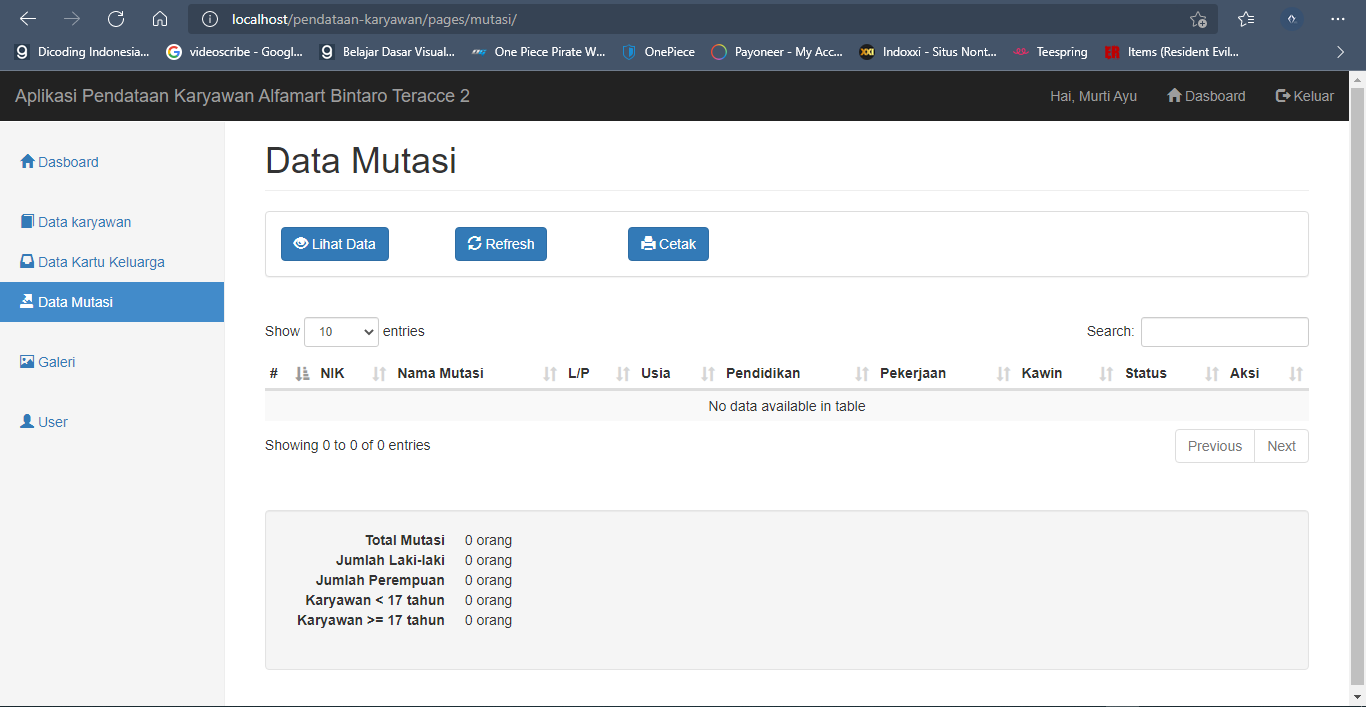 localhost/pendataan-karyawan/pages/mutasi/
Dicoding Indonesia... videoscribe - Googl... Belajar Dasar Visual... One Piece Pirate W... OnePiece Payoneer - My Acc... Indoxxi - Situs Nont... Teespring Items (Resident Evil...
Aplikasi Pendataan Karyawan Alfamart Bintaro Teracce 2 Hai, Murti Ayu Dasboard Keluar
Dasboard
Data karyawan
Data Kartu Keluarga
Data Mutasi
Galeri
User
Data Mutasi
Lihat Data Refresh Cetak
Show 10 entries Search:
# NIK Nama Mutasi L/P Usia Pendidikan Pekerjaan Kawin Status Aksi
No data available in table
Showing 0 to 0 of 0 entries Previous Next
Total Mutasi 0 orang
Jumlah Laki-laki 0 orang
Jumlah Perempuan 0 orang
Karyawan < 17 tahun 0 orang
Karyawan >= 17 tahun 0 orang